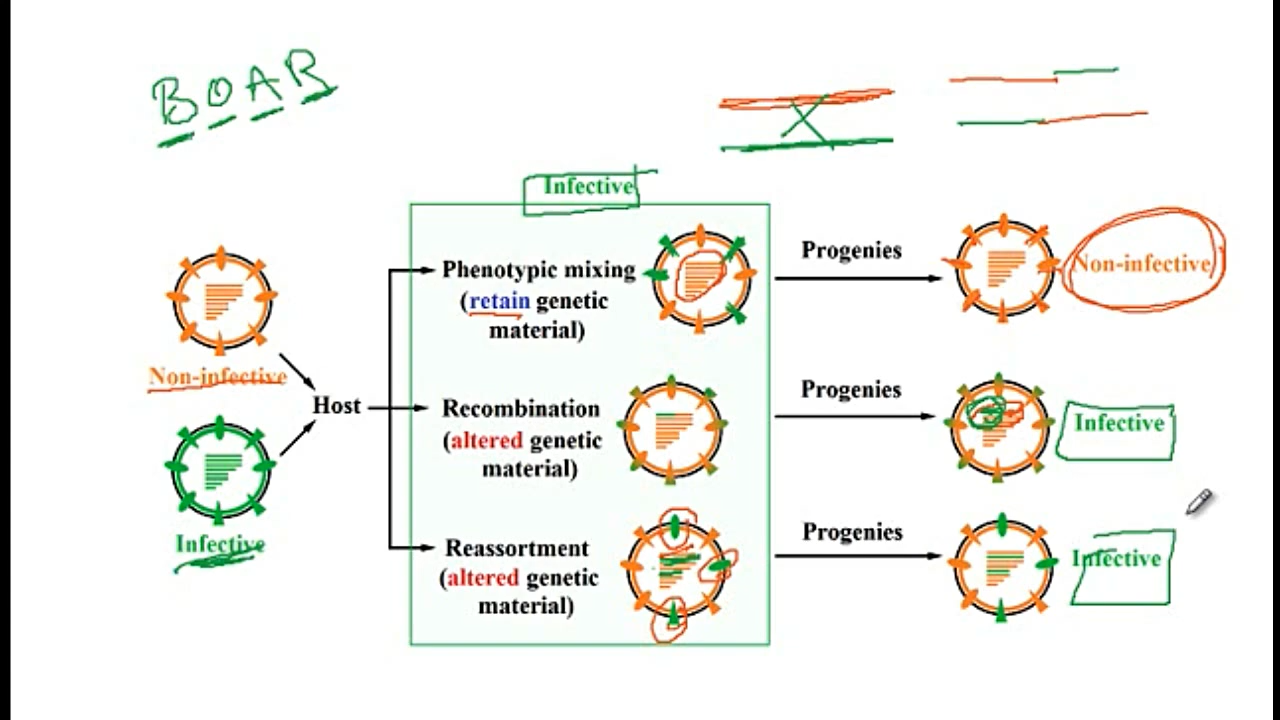 BOAR
Infective
Phenotypic mixing
(retain genetic
material)
Progenies
Non-infective
Non-infective
Host
Recombination
(altered genetic
material)
Progenies
Infective
Infective
Reassortment
(altered genetic
material)
Progenies
Infective